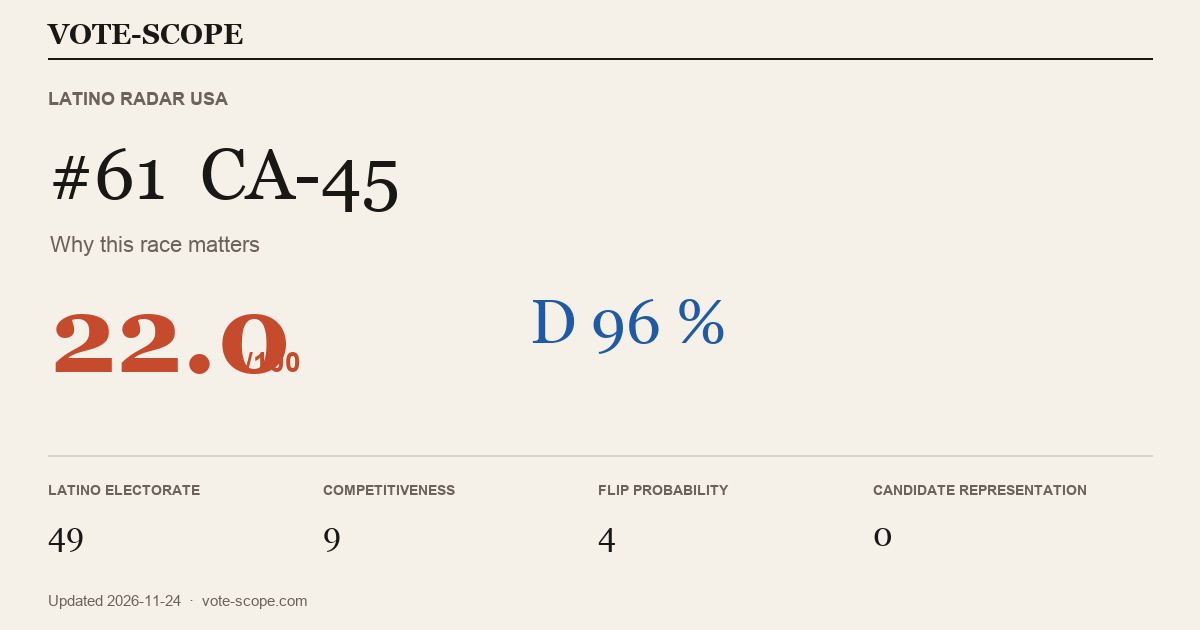 VOTE-SCOPE
LATINO RADAR USA
#61 CA-45
Why this race matters
22.0/100
D 96 %
LATINO ELECTORATE
COMPETITIVENESS
FLIP PROBABILITY
CANDIDATE REPRESENTATION
49
9
4
0
Updated 2026-11-24 · vote-scope.com